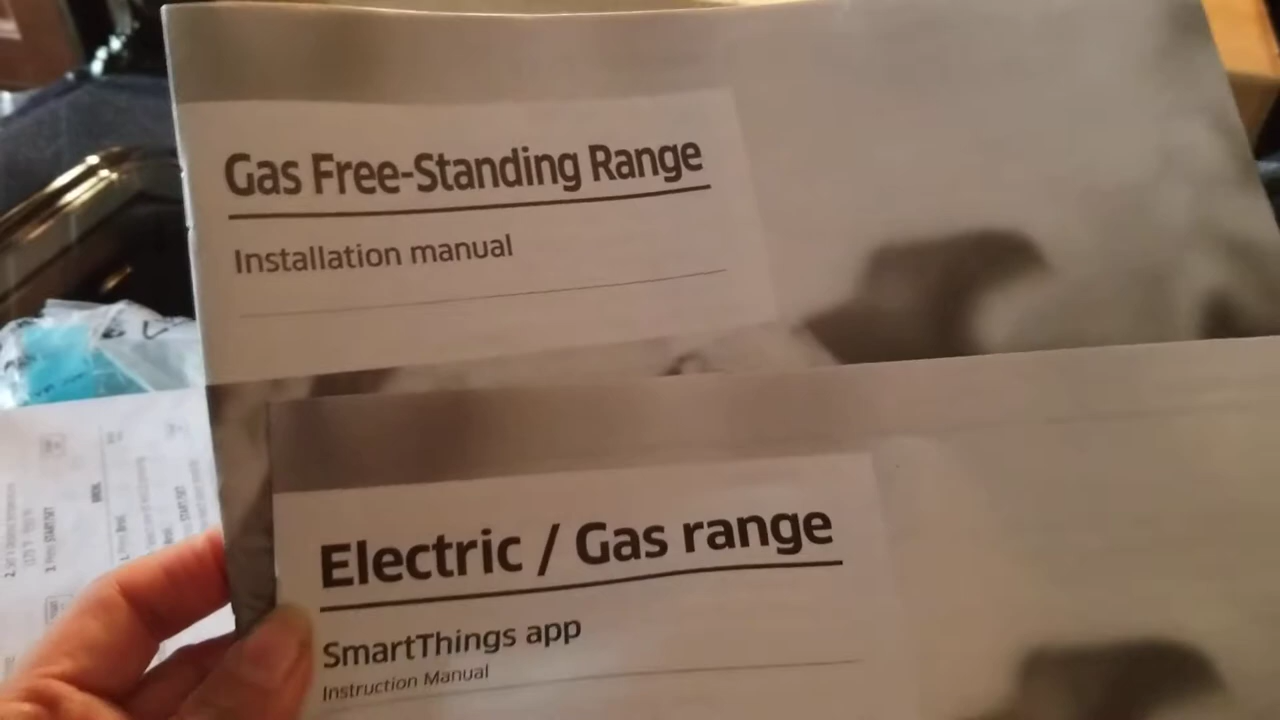 Gas Free-Standing Range
Installation manual
Electric / Gas range
SmartThings app
Instruction Manual